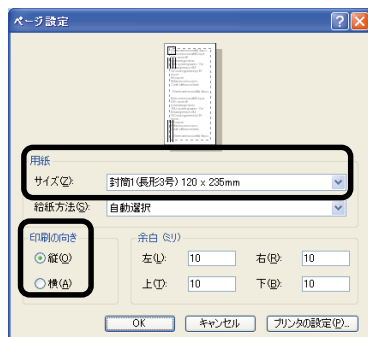 ページ設定
用紙
サイズ(Z): 封筒1(長形3号) 120 x 235mm
給紙方法(S): 自動選択
印刷の向き
縦(O)
横(A)
余白(ミリ)
左(L): 10 右(R): 10
上(T): 10 下(B): 10
OK キャンセル プリンタの設定(P)...